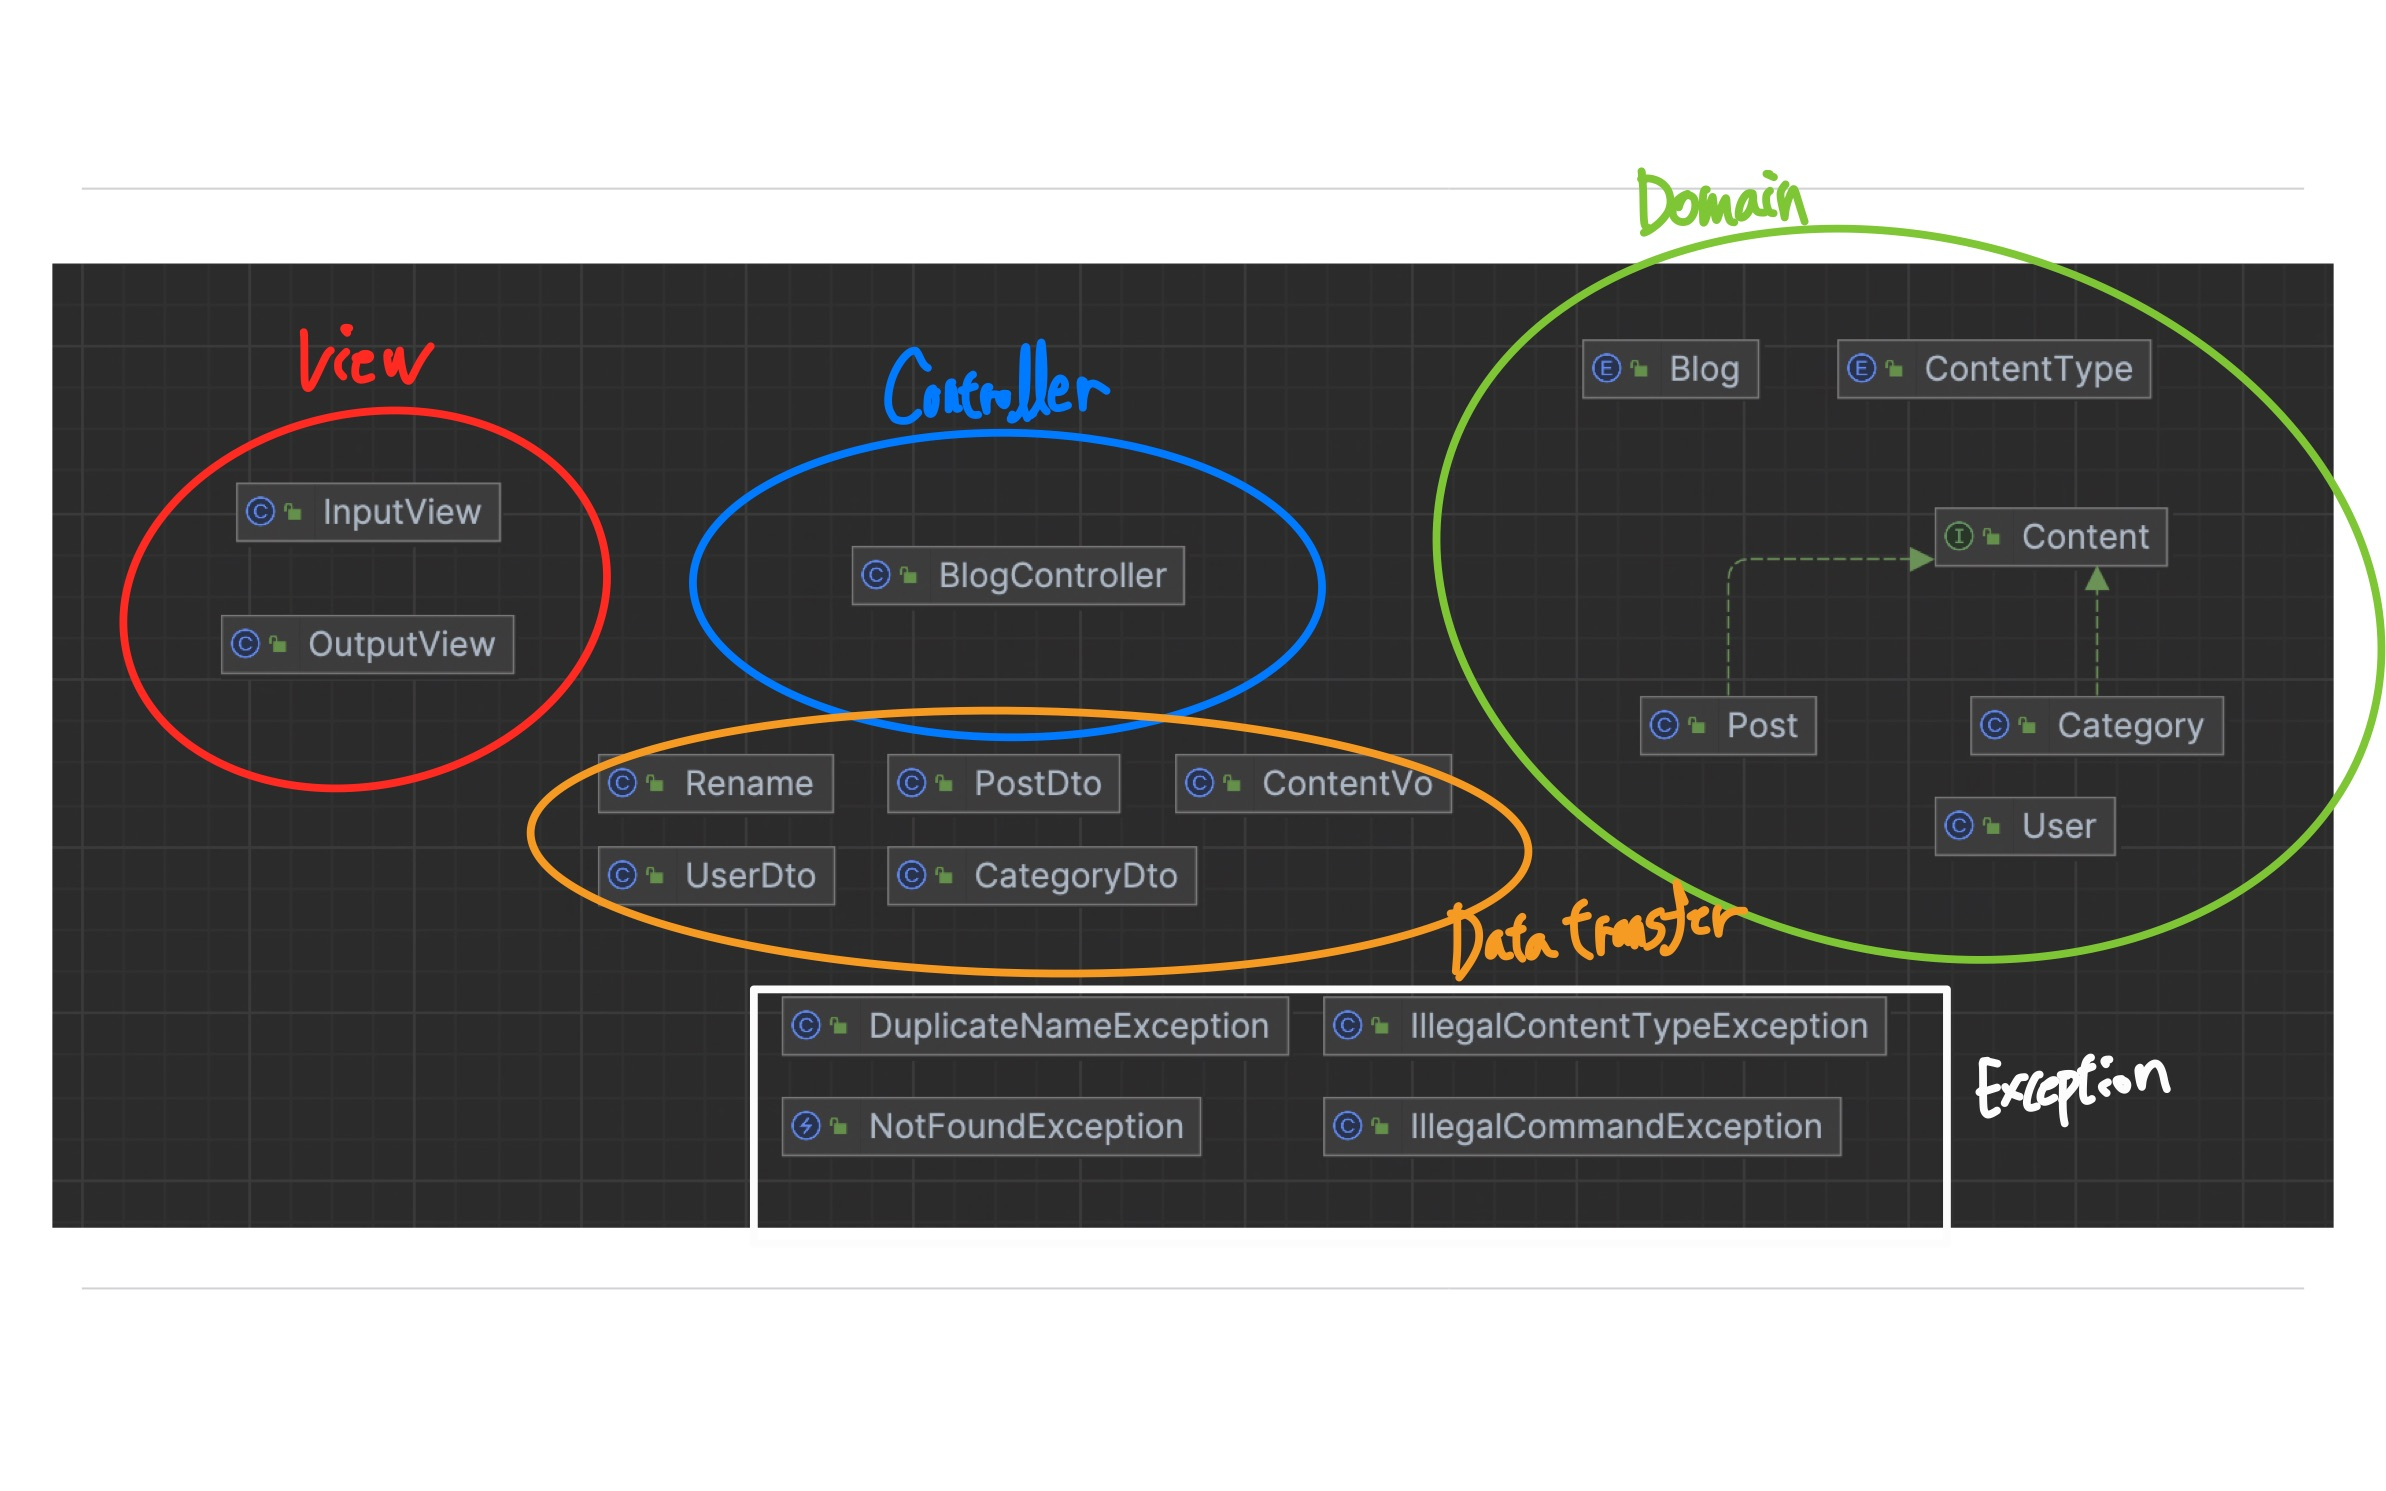 Domain
View
Controller
Blog
ContentType
InputView
OutputView
BlogController
Content
Post
Category
Rename
PostDto
ContentVo
User
UserDto
CategoryDto
Data transfer
DuplicateNameException
IllegalContentTypeException
NotFoundException
IllegalCommandException
Exception